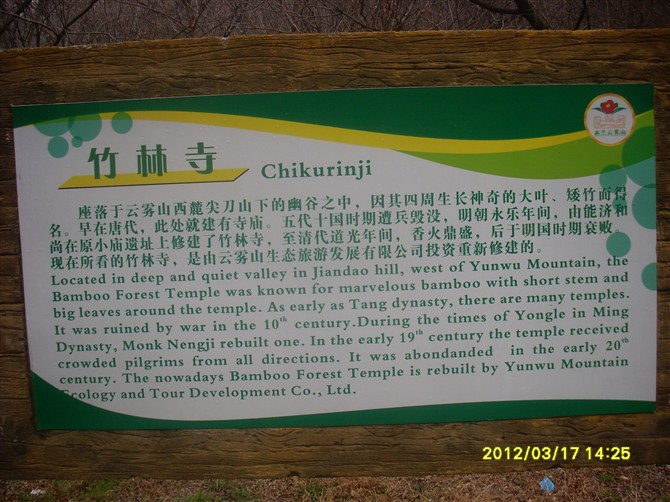 竹林寺 Chikurinji
座落于云雾山西麓尖刀山下的幽谷之中，因其四周生长神奇的大叶、矮竹而得
名。早在唐代，此处就建有寺庙。五代十国时期遭兵毁没，明朝永乐年间，由能济和
尚在原小庙遗址上修建了竹林寺，至清代道光年间，香火鼎盛，后于明国时期衰败。
现在所看的竹林寺，是由云雾山生态旅游发展有限公司投资重新修建的。
Located in deep and quiet valley in Jiandao hill, west of Yunwu Mountain, the
Bamboo Forest Temple was known for marvelous bamboo with short stem and
big leaves around the temple. As early as Tang dynasty, there are many temples.
It was ruined by war in the 10th century.During the times of Yongle in Ming
Dynasty, Monk Nengji rebuilt one. In the early 19th century the temple received
crowded pilgrims from all directions. It was abondanded in the early 20th
century. The nowadays Bamboo Forest Temple is rebuilt by Yunwu Mountain
Ecology and Tour Development Co., Ltd.
2012/03/17 14:25